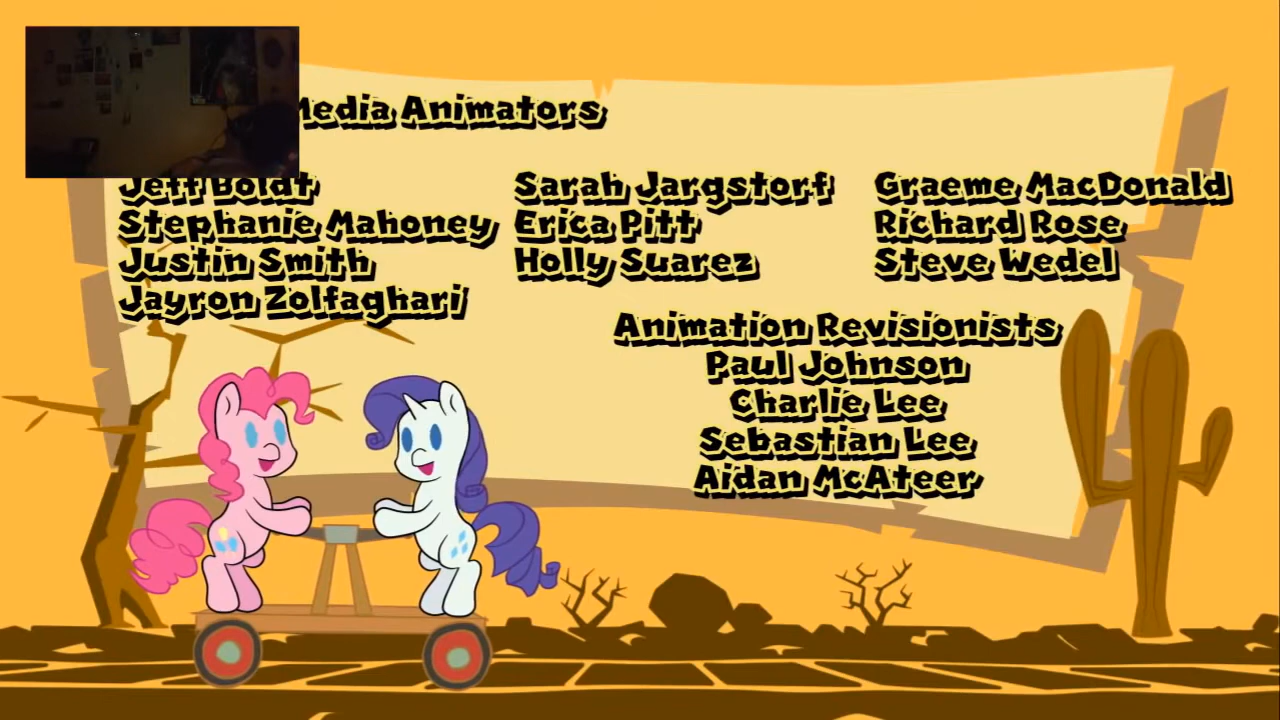 Media Animators
Jeff Boldt
Stephanie Mahoney
Justin Smith
Jayron Zolfaghari
Sarah Jargstorf
Erica Pitt
Holly Suarez
Graeme MacDonald
Richard Rose
Steve Wedel
Animation Revisionists
Paul Johnson
Charlie Lee
Sebastian Lee
Aidan McAteer